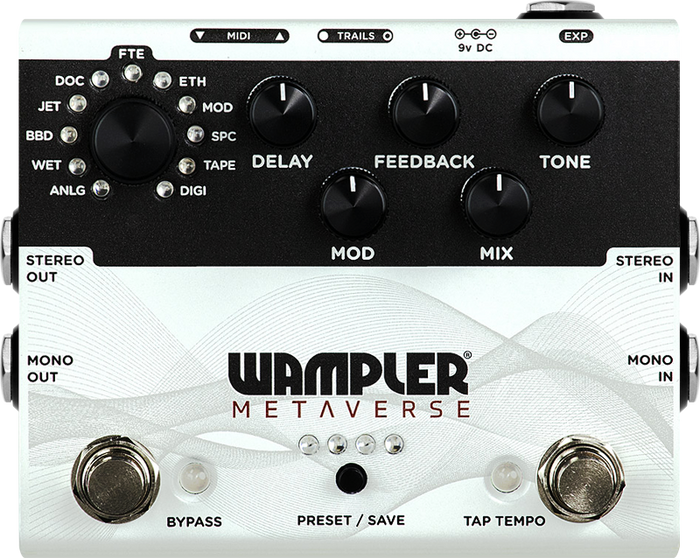 MIDI
TRAILS
9v DC
EXP
FTE
DOC
ETH
JET
MOD
BBD
SPC
WET
TAPE
ANLG
DIGI
DELAY
FEEDBACK
TONE
MOD
MIX
STEREO
OUT
STEREO
IN
MONO
OUT
MONO
IN
WAMPLER®
METAVERSE
BYPASS
PRESET / SAVE
TAP TEMPO